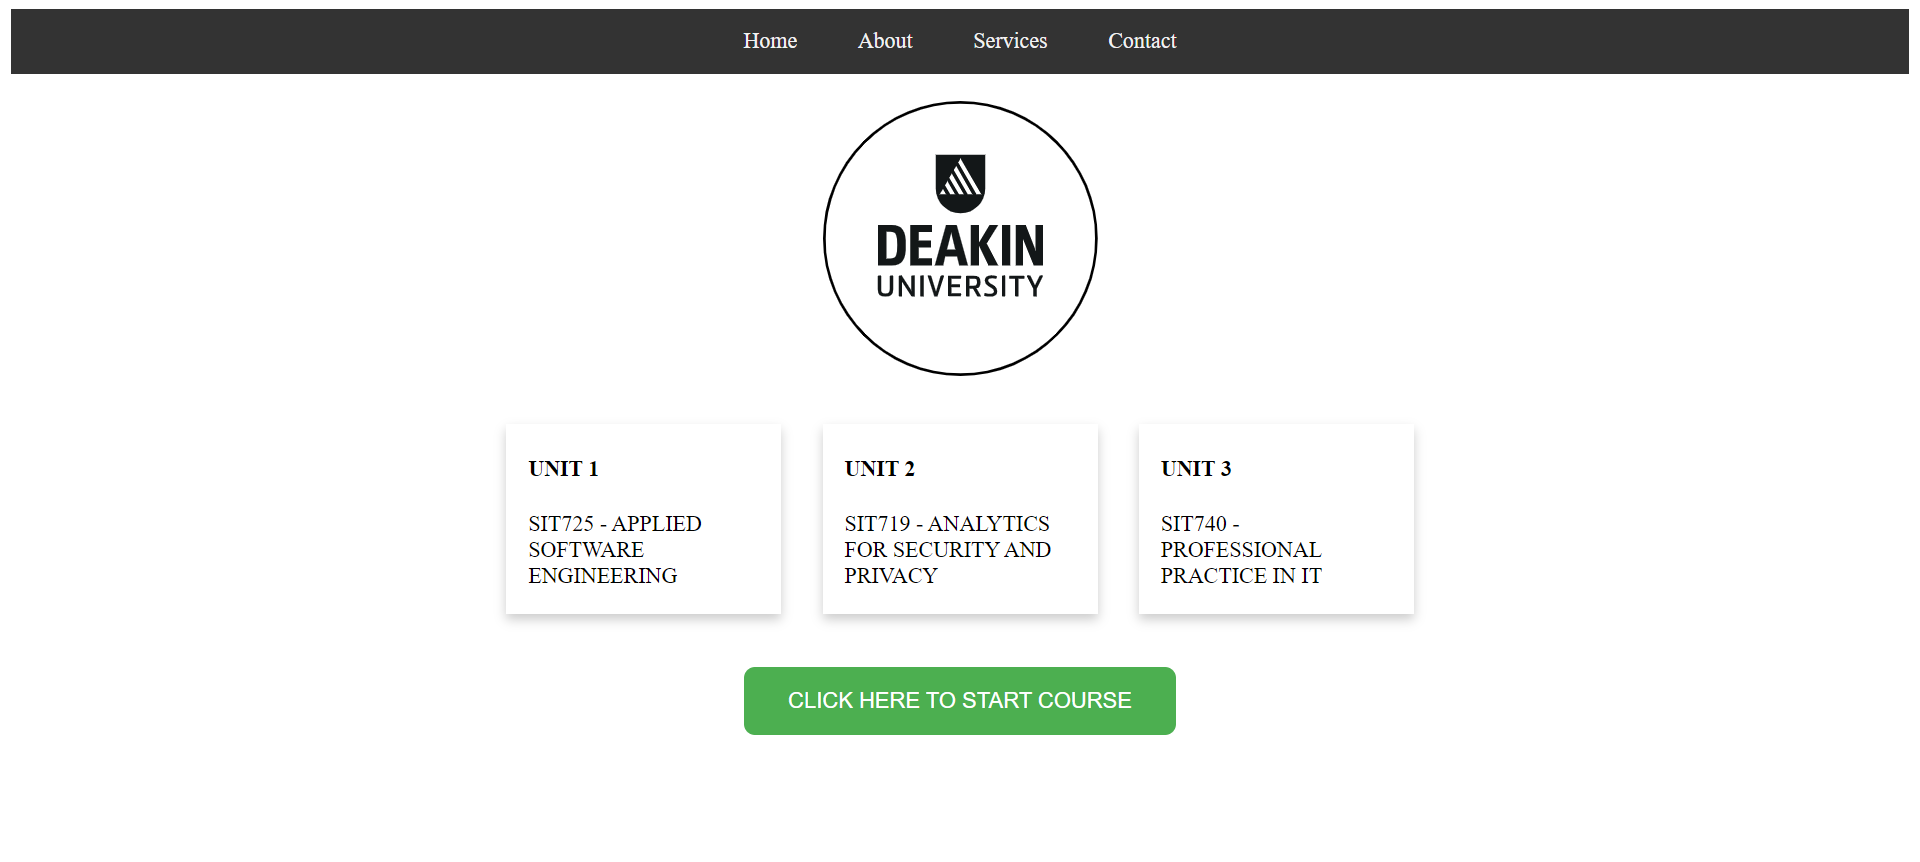 Home About Services Contact
DEAKIN
UNIVERSITY
UNIT 1
SIT725 - APPLIED
SOFTWARE
ENGINEERING
UNIT 2
SIT719 - ANALYTICS
FOR SECURITY AND
PRIVACY
UNIT 3
SIT740 -
PROFESSIONAL
PRACTICE IN IT
CLICK HERE TO START COURSE